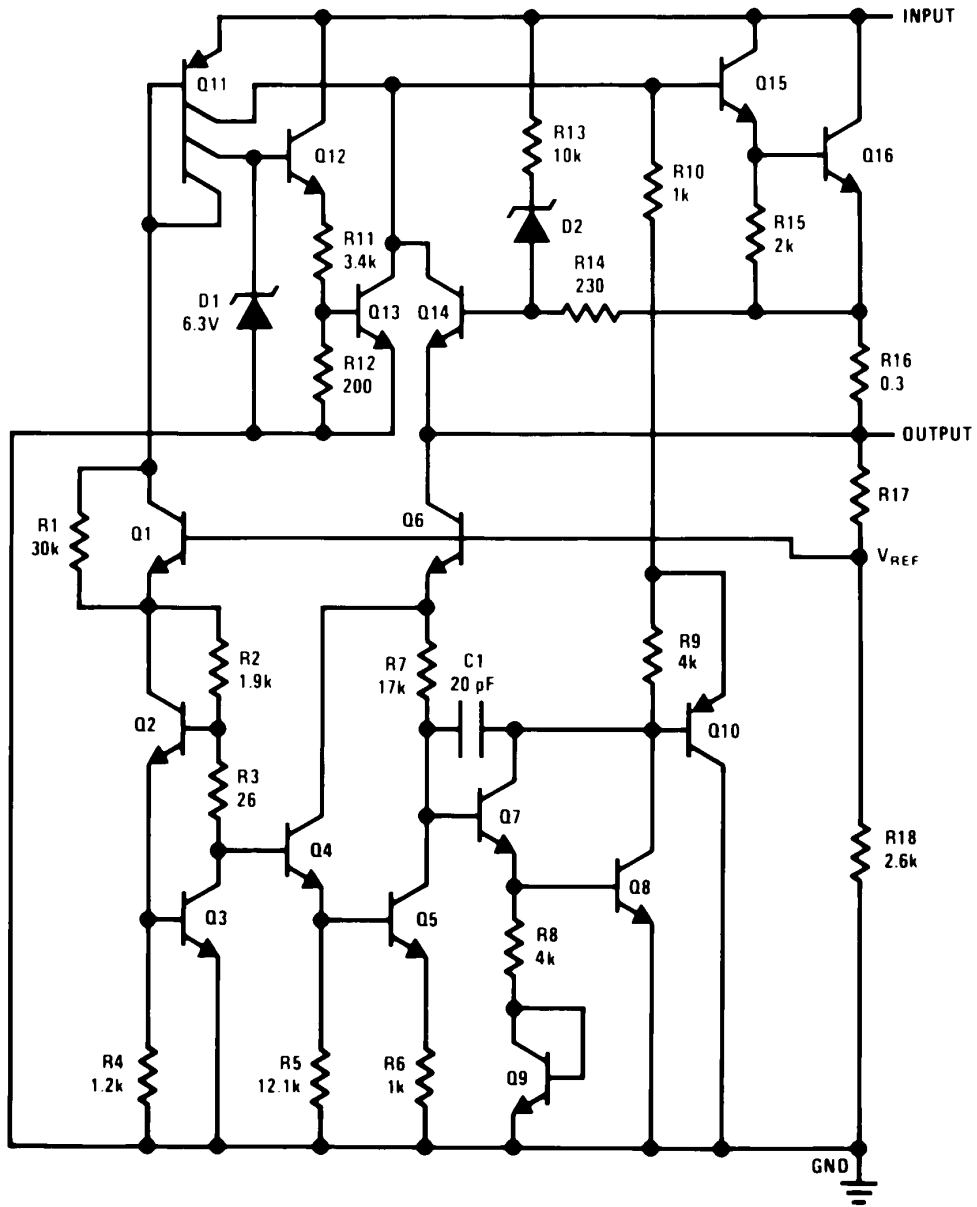 INPUT
Q11
Q15
R13
10k
Q12
Q16
R10
1k
D2
R15
2k
R11
3.4k
R14
230
D1
6.3V
Q13
Q14
R12
200
R16
0.3
OUTPUT
R17
R1
30k
Q1
Q6
VREF
R2
1.9k
R7
17k
C1
20 pF
R9
4k
Q2
Q10
R3
26
Q7
Q4
R18
2.6k
Q8
Q3
Q5
R8
4k
R4
1.2k
R5
12.1k
R6
1k
Q9
GND